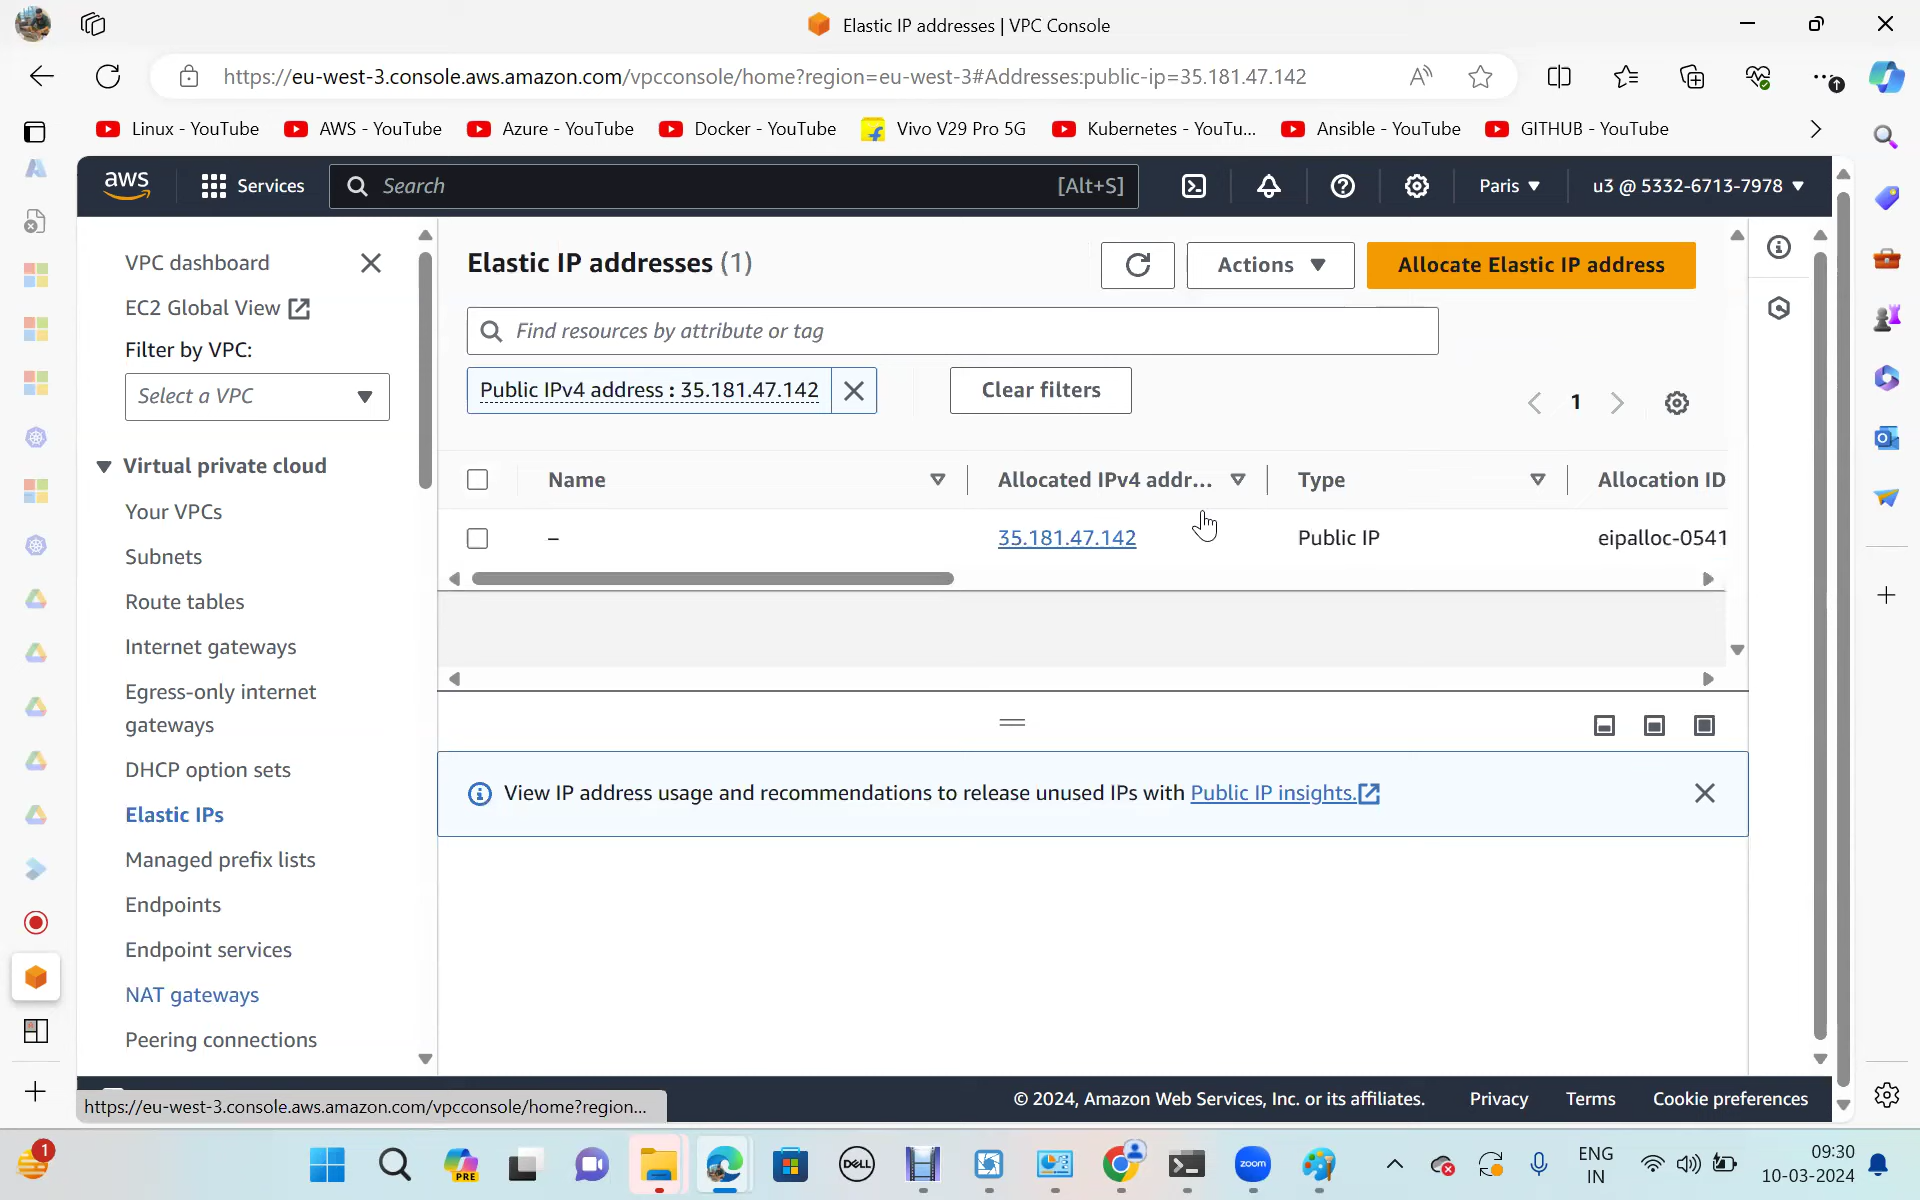 Elastic IP addresses | VPC Console
https://eu-west-3.console.aws.amazon.com/vpcconsole/home?region=eu-west-3#Addresses:public-ip=35.181.47.142
Linux - YouTube
AWS - YouTube
Azure - YouTube
Docker - YouTube
Vivo V29 Pro 5G
Kubernetes - YouTu...
Ansible - YouTube
GITHUB - YouTube
aws
Services
Search
[Alt+S]
Paris
u3 @ 5332-6713-7978
VPC dashboard
EC2 Global View
Filter by VPC:
Select a VPC
Virtual private cloud
Your VPCs
Subnets
Route tables
Internet gateways
Egress-only internet
gateways
DHCP option sets
Elastic IPs
Managed prefix lists
Endpoints
Endpoint services
NAT gateways
Peering connections
Elastic IP addresses (1)
Actions
Allocate Elastic IP address
Find resources by attribute or tag
Public IPv4 address : 35.181.47.142
Clear filters
1
Name
Allocated IPv4 addr...
Type
Allocation ID
–
35.181.47.142
Public IP
eipalloc-0541
View IP address usage and recommendations to release unused IPs with Public IP insights.
https://eu-west-3.console.aws.amazon.com/vpcconsole/home?region...
© 2024, Amazon Web Services, Inc. or its affiliates.
Privacy
Terms
Cookie preferences
1
PRE
DELL
zoom
ENG
IN
09:30
10-03-2024